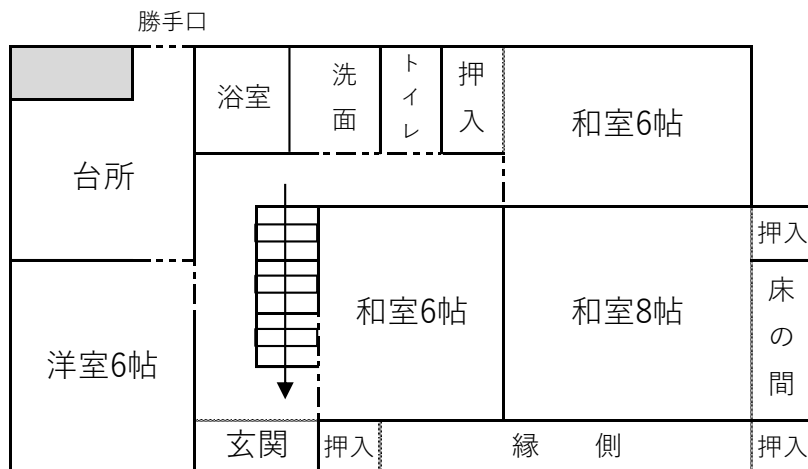 勝手口
浴室
洗面
トイレ
押入
和室6帖
台所
押入
和室6帖
和室8帖
床の間
洋室6帖
玄関
押入
縁 側
押入